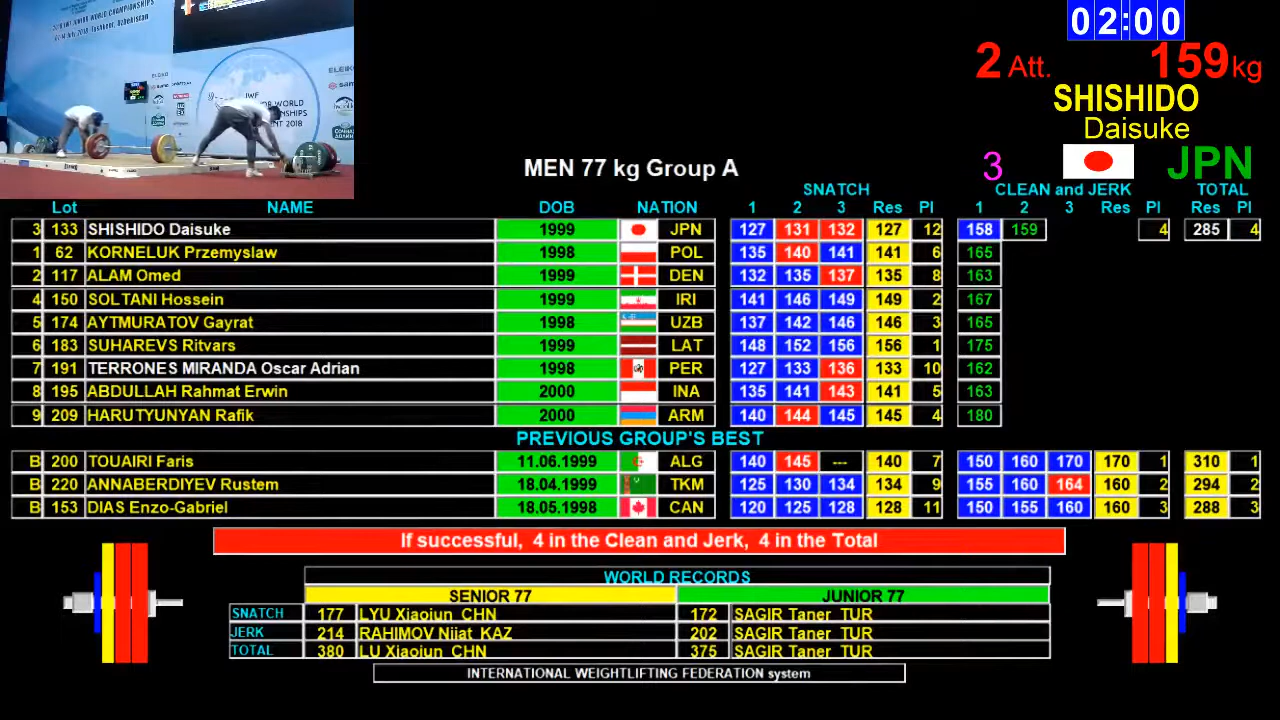 2018 IWF JUNIOR WORLD CHAMPIONSHIPS
07-14 July 2018, Tashkent, Uzbekistan
ELEIKO
IWF
02:00
2 Att. 159kg
SHISHIDO
Daisuke
3 JPN
MEN 77 kg Group A
SNATCH CLEAN and JERK TOTAL
Lot NAME DOB NATION 1 2 3 Res Pl 1 2 3 Res Pl Res Pl
3 133 SHISHIDO Daisuke 1999 JPN 127 131 132 127 12 158 159 4 285 4
1 62 KORNELUK Przemyslaw 1998 POL 135 140 141 141 6 165
2 117 ALAM Omed 1999 DEN 132 135 137 135 8 163
4 150 SOLTANI Hossein 1999 IRI 141 146 149 149 2 167
5 174 AYTMURATOV Gayrat 1998 UZB 137 142 146 146 3 165
6 183 SUHAREVS Ritvars 1999 LAT 148 152 156 156 1 175
7 191 TERRONES MIRANDA Oscar Adrian 1998 PER 127 133 136 133 10 162
8 195 ABDULLAH Rahmat Erwin 2000 INA 135 141 143 141 5 163
9 209 HARUTYUNYAN Rafik 2000 ARM 140 144 145 145 4 180
PREVIOUS GROUP'S BEST
B 200 TOUAIRI Faris 11.06.1999 ALG 140 145 --- 140 7 150 160 170 170 1 310 1
B 220 ANNABERDIYEV Rustem 18.04.1999 TKM 125 130 134 134 9 155 160 164 160 2 294 2
B 153 DIAS Enzo-Gabriel 18.05.1998 CAN 120 125 128 128 11 150 155 160 160 3 288 3
If successful, 4 in the Clean and Jerk, 4 in the Total
WORLD RECORDS
SENIOR 77 JUNIOR 77
SNATCH 177 LYU Xiaojun CHN 172 SAGIR Taner TUR
JERK 214 RAHIMOV Nijat KAZ 202 SAGIR Taner TUR
TOTAL 380 LU Xiaojun CHN 375 SAGIR Taner TUR
INTERNATIONAL WEIGHTLIFTING FEDERATION system